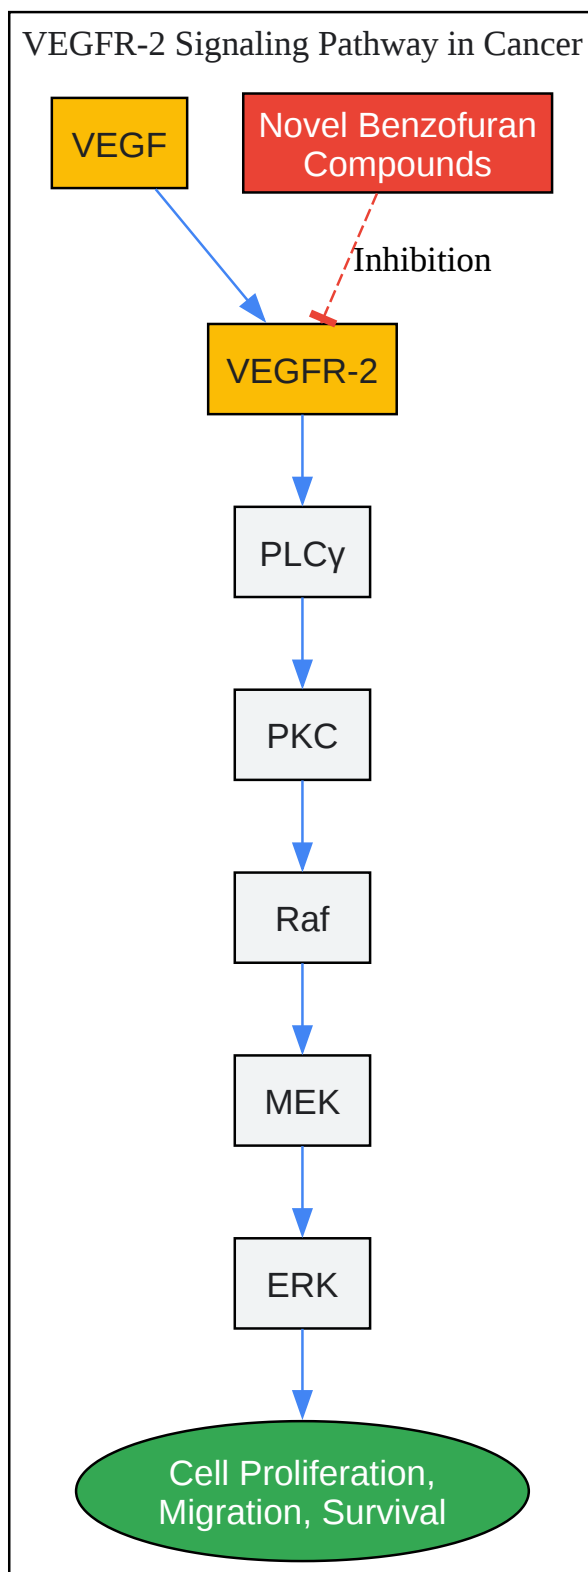 VEGFR-2 Signaling Pathway in Cancer
VEGF
Novel Benzofuran
Compounds
Inhibition
VEGFR-2
PLCγ
PKC
Raf
MEK
ERK
Cell Proliferation,
Migration, Survival